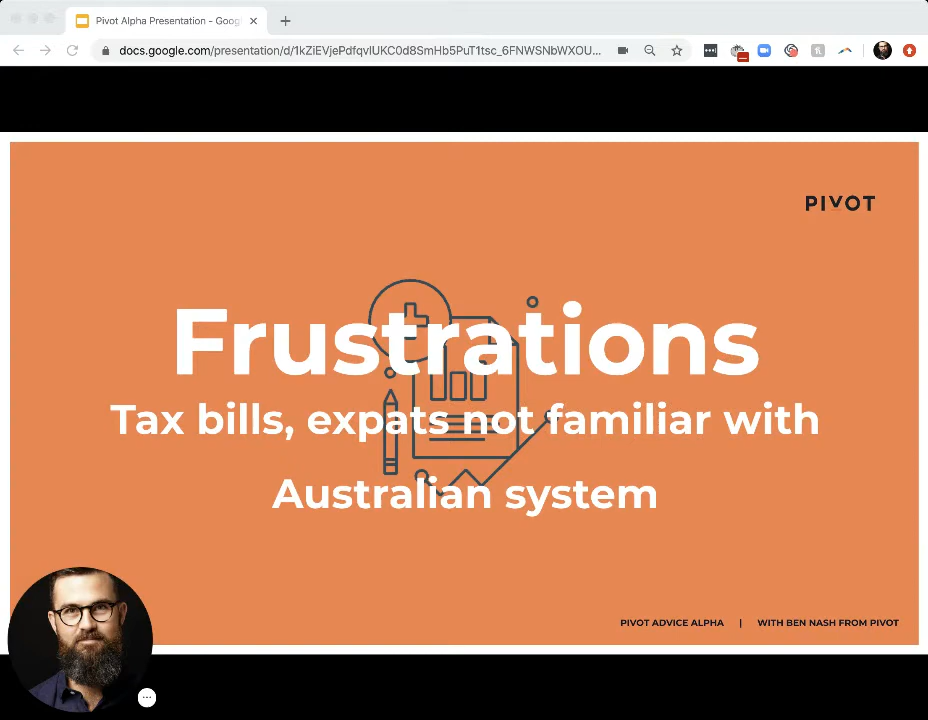 Pivot Alpha Presentation - Goog
docs.google.com/presentation/d/1kZiEVjePdfqvIUKC0d8SmHb5PuT1tsc_6FNWSNbWXOU...
PIVOT
Frustrations
Tax bills, expats not familiar with
Australian system
PIVOT ADVICE ALPHA | WITH BEN NASH FROM PIVOT